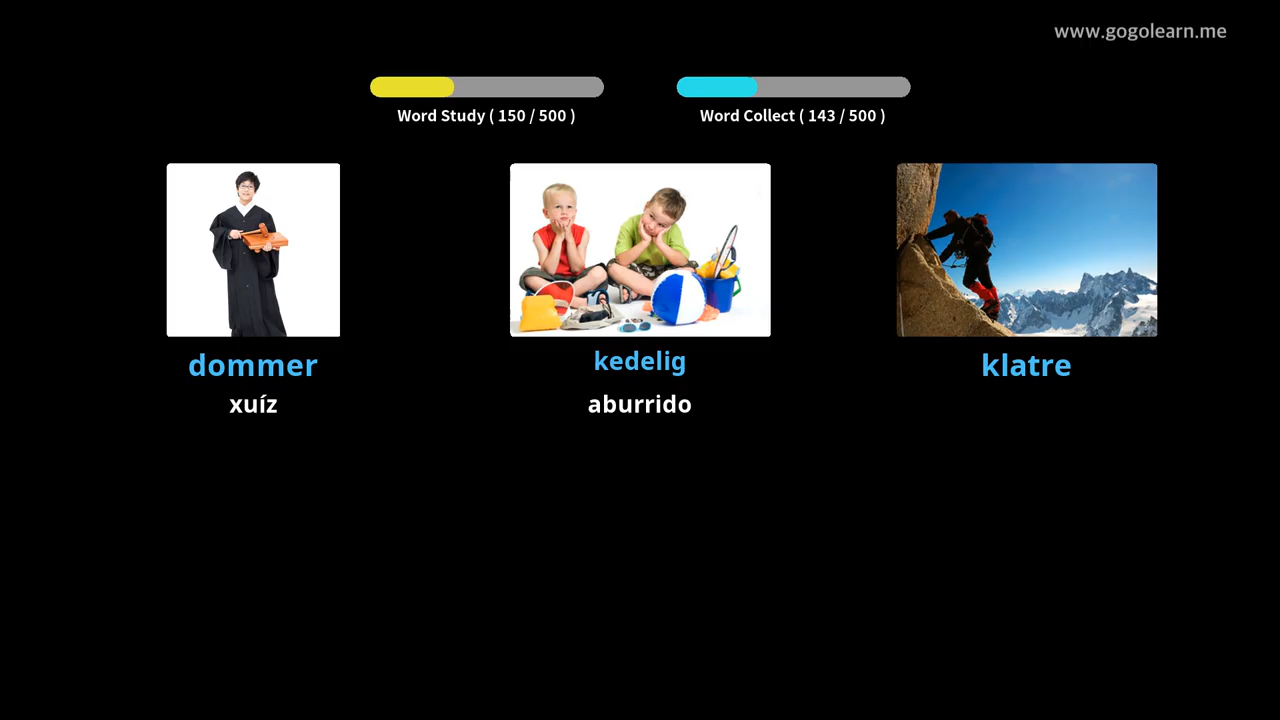 www.gogolearn.me
Word Study ( 150 / 500 )
Word Collect ( 143 / 500 )
dommer
kedelig
klatre
xuíz
aburrido